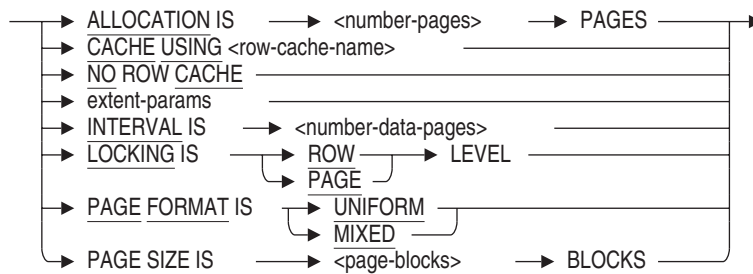 ALLOCATION IS <number-pages> PAGES
CACHE USING <row-cache-name>
NO ROW CACHE
extent-params
INTERVAL IS <number-data-pages>
LOCKING IS ROW LEVEL
PAGE
PAGE FORMAT IS UNIFORM
MIXED
PAGE SIZE IS <page-blocks> BLOCKS